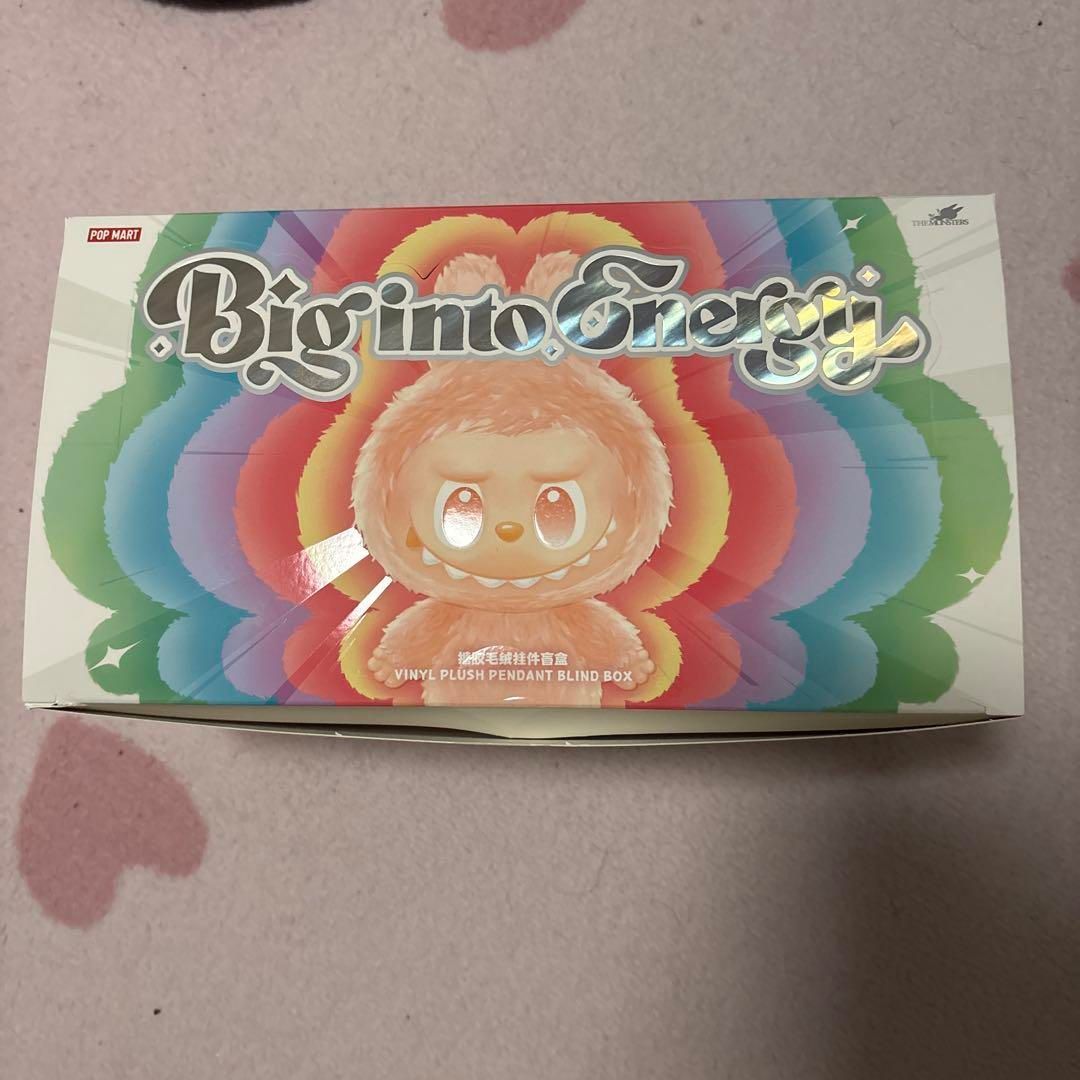 POP MART
THE MONSTERS
Big into Energy
搪胶毛绒挂件盲盒
VINYL PLUSH PENDANT BLIND BOX